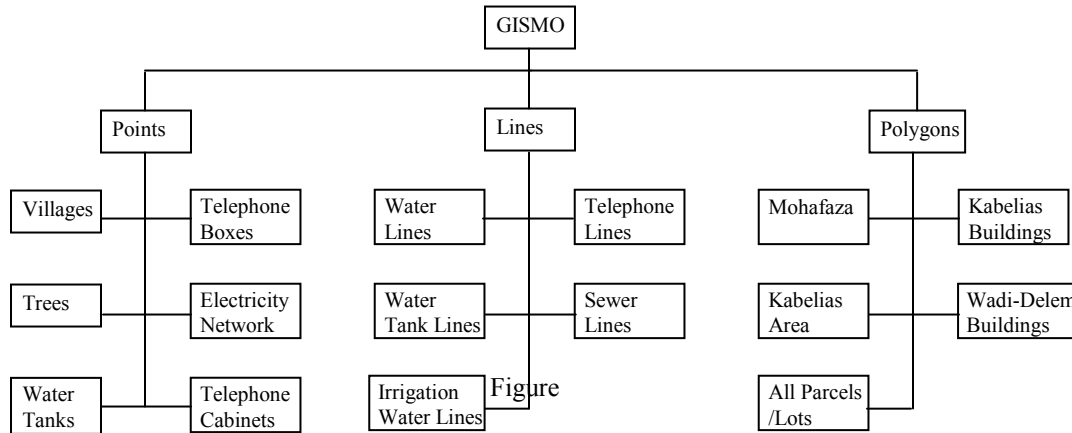 GISMO
Points
Lines
Polygons
Villages
Telephone
Boxes
Water
Lines
Telephone
Lines
Mohafaza
Kabelias
Buildings
Trees
Electricity
Network
Water
Tank Lines
Sewer
Lines
Kabelias
Area
Wadi-Delem
Buildings
Water
Tanks
Telephone
Cabinets
Irrigation
Water Lines
Figure
All Parcels
/Lots